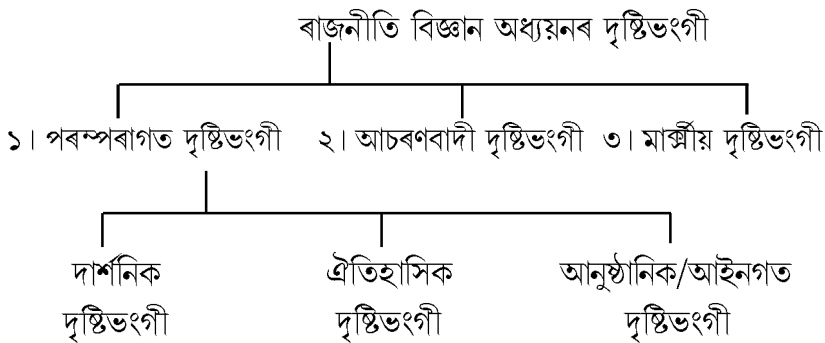 ৰাজনীতি বিজ্ঞান অধ্যয়নৰ দৃষ্টিভংগী
১। পৰম্পৰাগত দৃষ্টিভংগী ২। আচৰণবাদী দৃষ্টিভংগী ৩। মাৰ্ক্সীয় দৃষ্টিভংগী
দাৰ্শনিক ঐতিহাসিক আনুষ্ঠানিক/আইনগত
দৃষ্টিভংগী দৃষ্টিভংগী দৃষ্টিভংগী